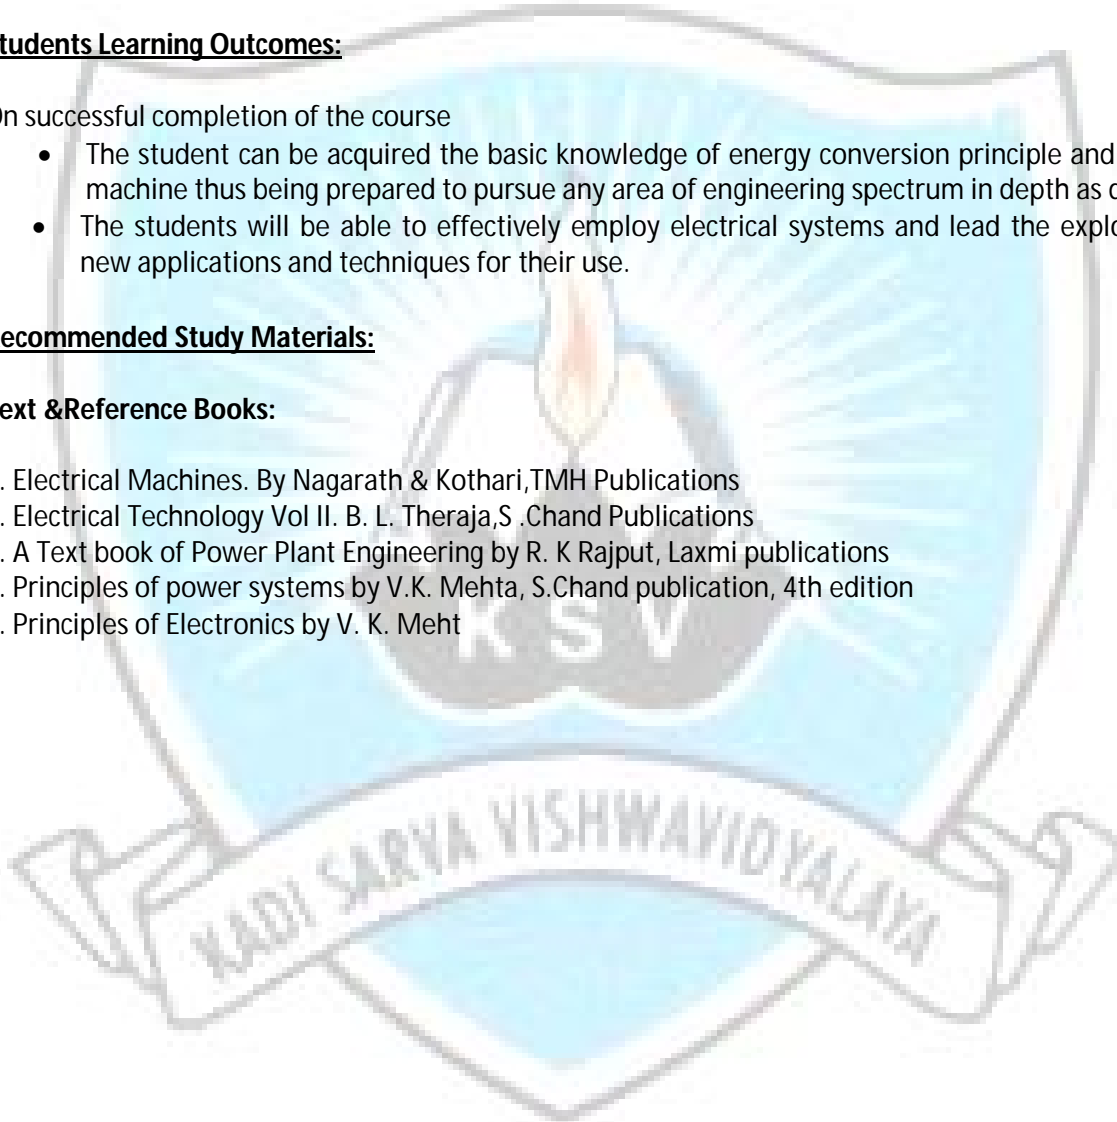 tudents Learning Outcomes:
n successful completion of the course
• The student can be acquired the basic knowledge of energy conversion principle and
machine thus being prepared to pursue any area of engineering spectrum in depth as
• The students will be able to effectively employ electrical systems and lead the explo
new applications and techniques for their use.
ecommended Study Materials:
ext &Reference Books:
. Electrical Machines. By Nagarath & Kothari,TMH Publications
. Electrical Technology Vol II. B. L. Theraja,S .Chand Publications
. A Text book of Power Plant Engineering by R. K Rajput, Laxmi publications
. Principles of power systems by V.K. Mehta, S.Chand publication, 4th edition
. Principles of Electronics by V. K. Meht
K S V
KADI SARVA VISHWAVIDYALAYA